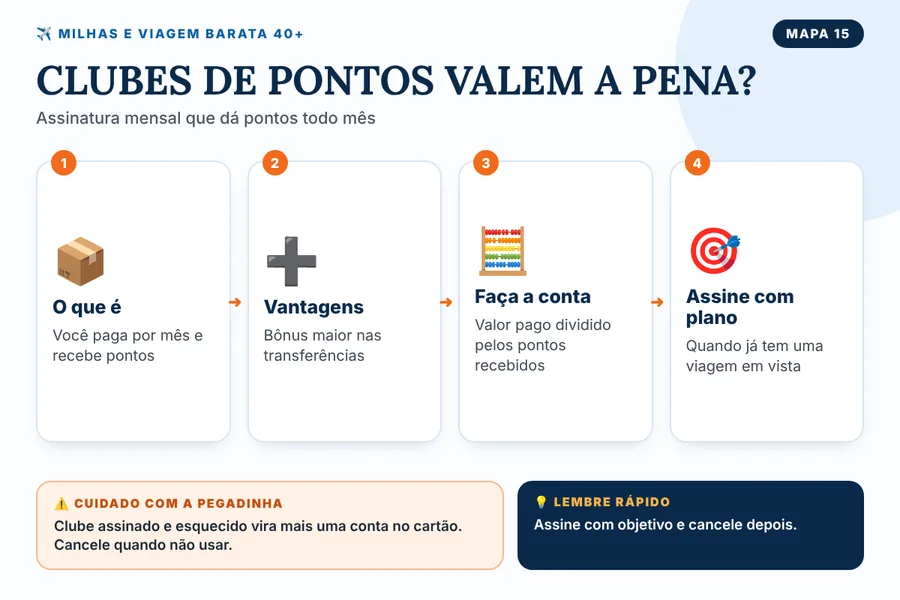 MILHAS E VIAGEM BARATA 40+
MAPA 15
CLUBES DE PONTOS VALEM A PENA?
Assinatura mensal que dá pontos todo mês
1
O que é
Você paga por mês e
recebe pontos
2
Vantagens
Bônus maior nas
transferências
3
Faça a conta
Valor pago dividido
pelos pontos
recebidos
4
Assine com
plano
Quando já tem uma
viagem em vista
CUIDADO COM A PEGADINHA
Clube assinado e esquecido vira mais uma conta no cartão.
Cancele quando não usar.
LEMBRE RÁPIDO
Assine com objetivo e cancele depois.